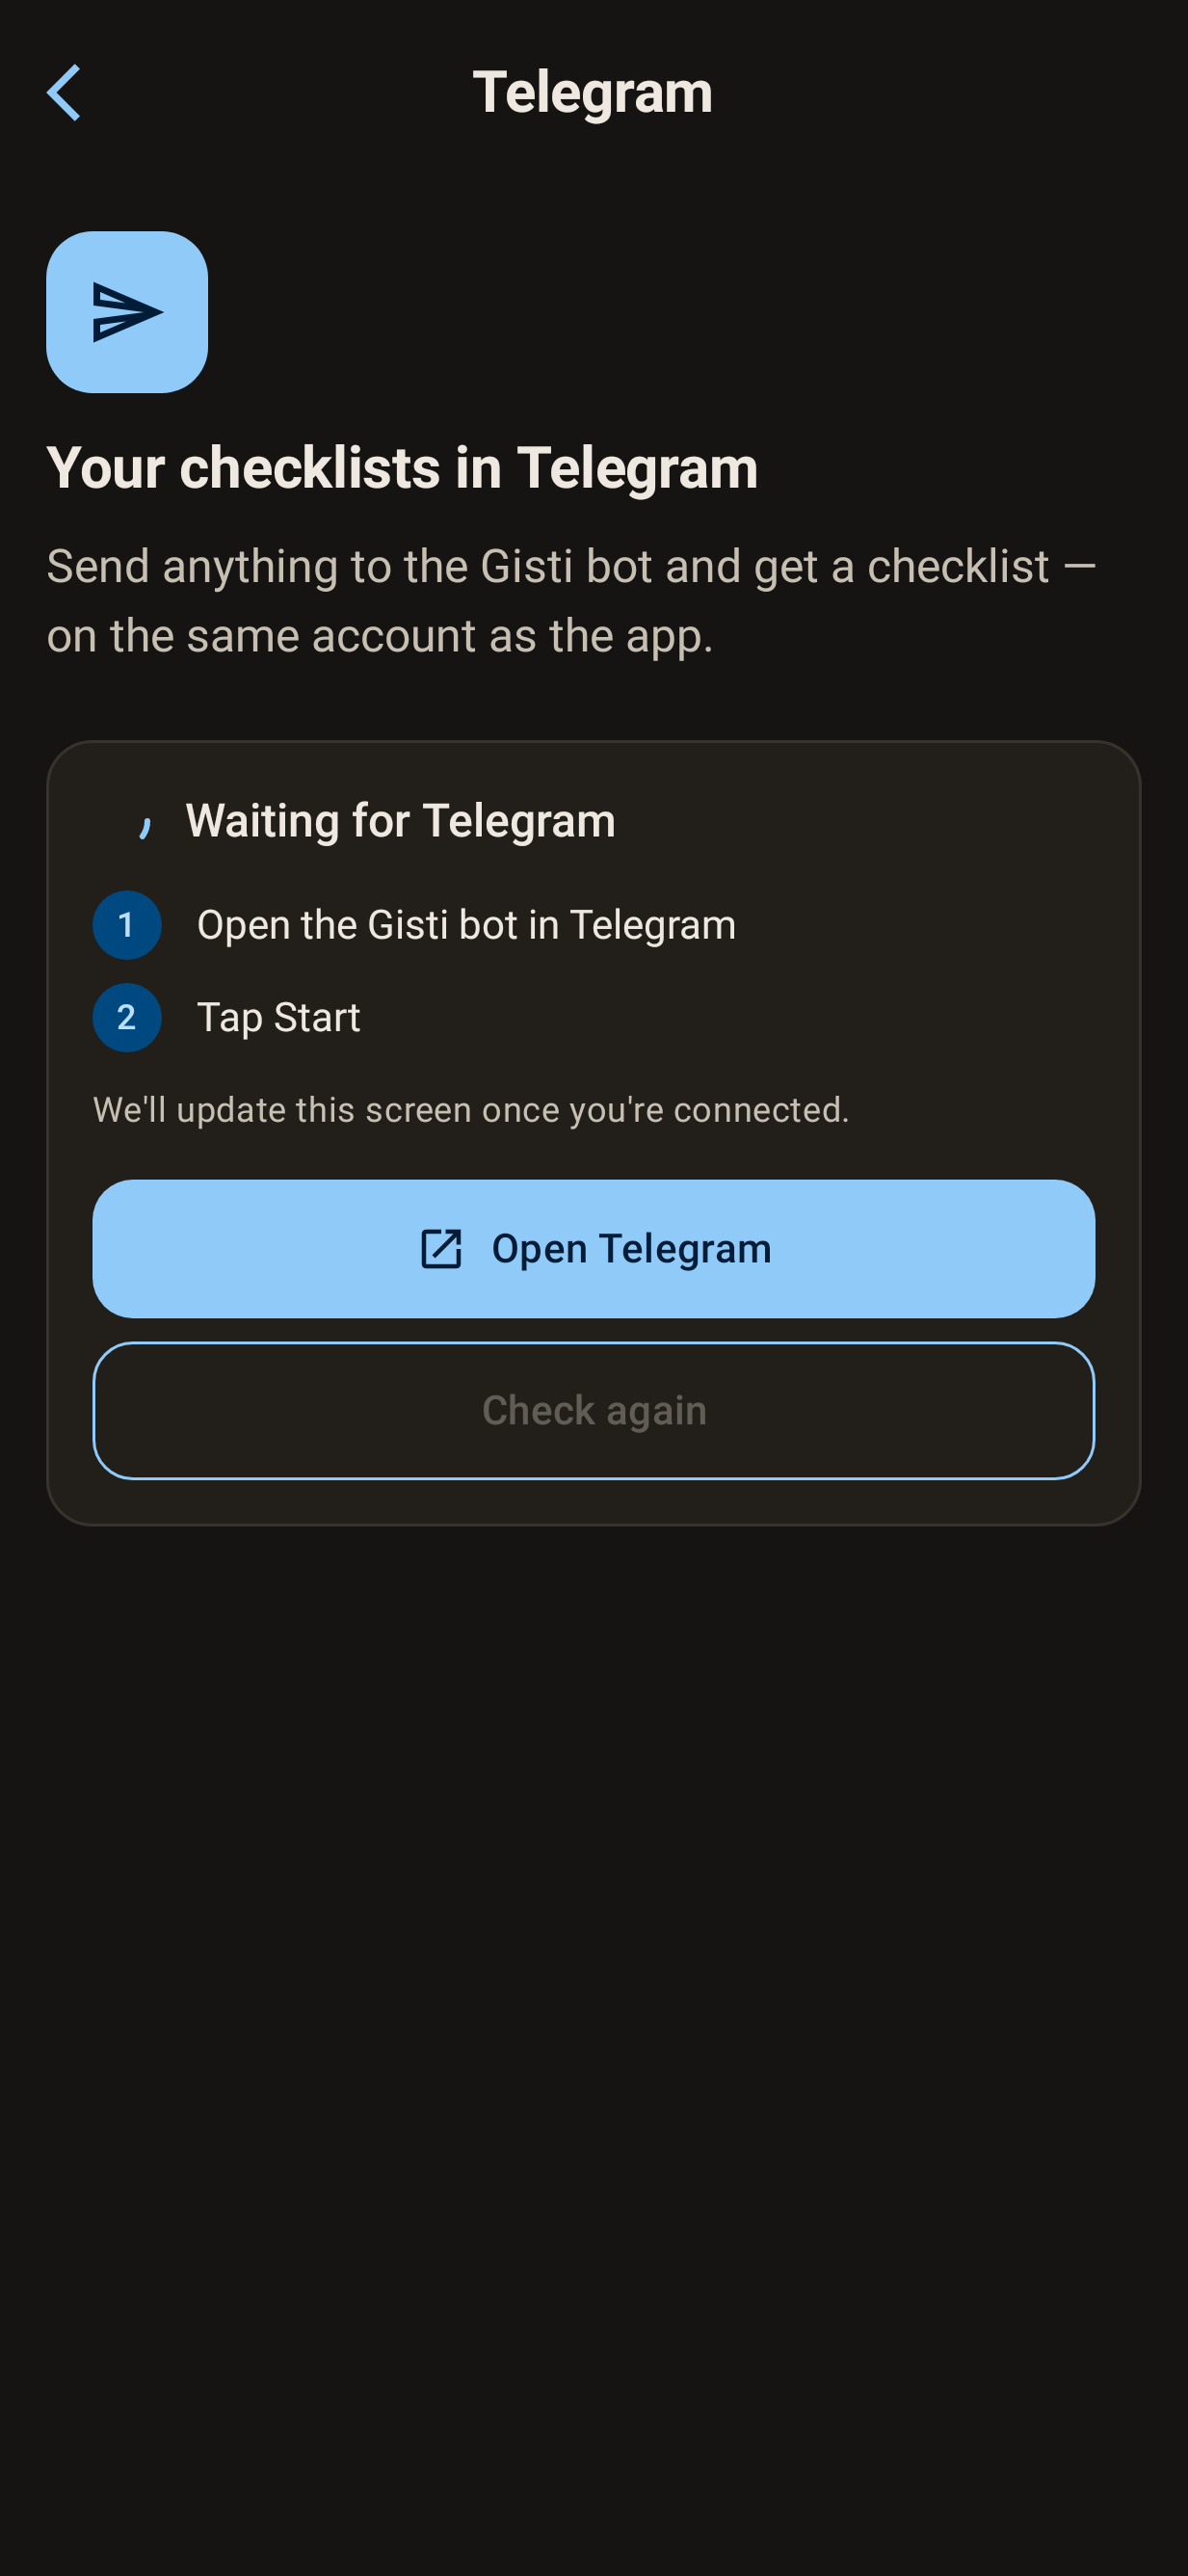 Telegram
Your checklists in Telegram
Send anything to the Gisti bot and get a checklist —
on the same account as the app.
Waiting for Telegram
1 Open the Gisti bot in Telegram
2 Tap Start
We'll update this screen once you're connected.
Open Telegram
Check again